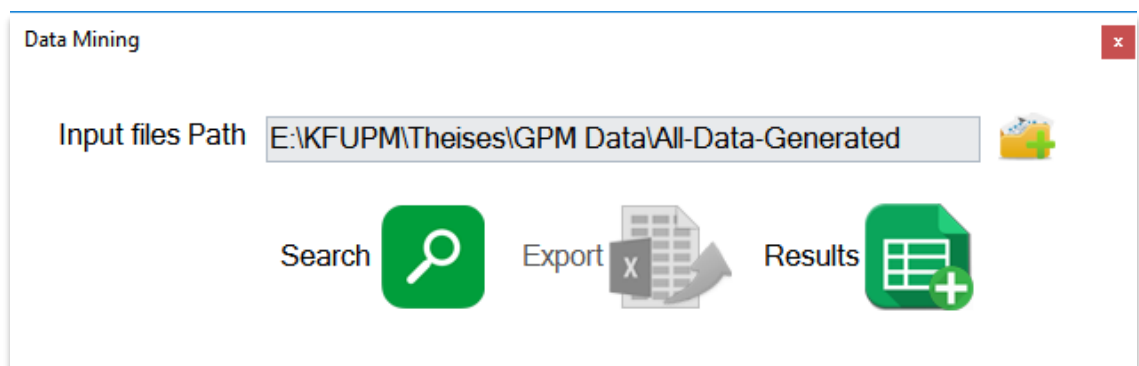 Data Mining
x
Input files Path E:\KFUPM\Theises\GPM Data\All-Data-Generated
Search Export X Results